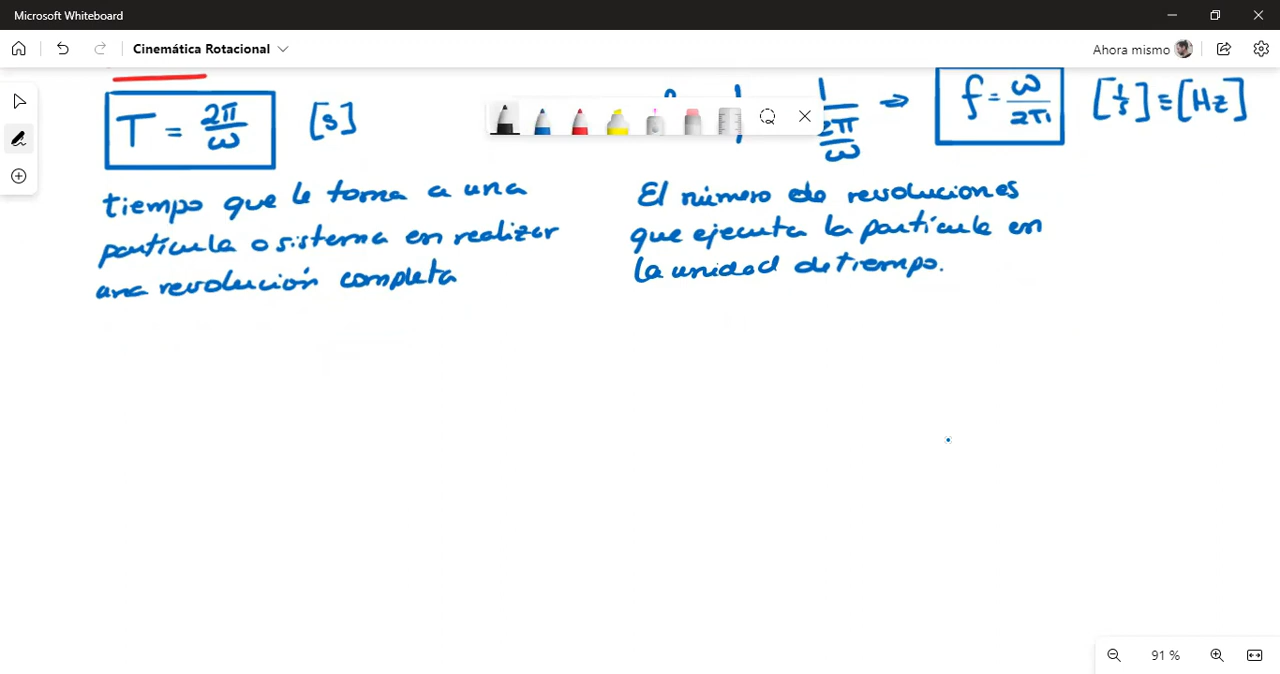 Microsoft Whiteboard
Cinemática Rotacional
Ahora mismo
T = 2π/ω [s]
1/(2π/ω) ⇒ f = ω/2π [1/s] ≡ [Hz]
tiempo que le toma a una
partícula o sistema en realizar
una revolución completa
El número de revoluciones
que ejecuta la partícula en
la unidad de tiempo.
91 %